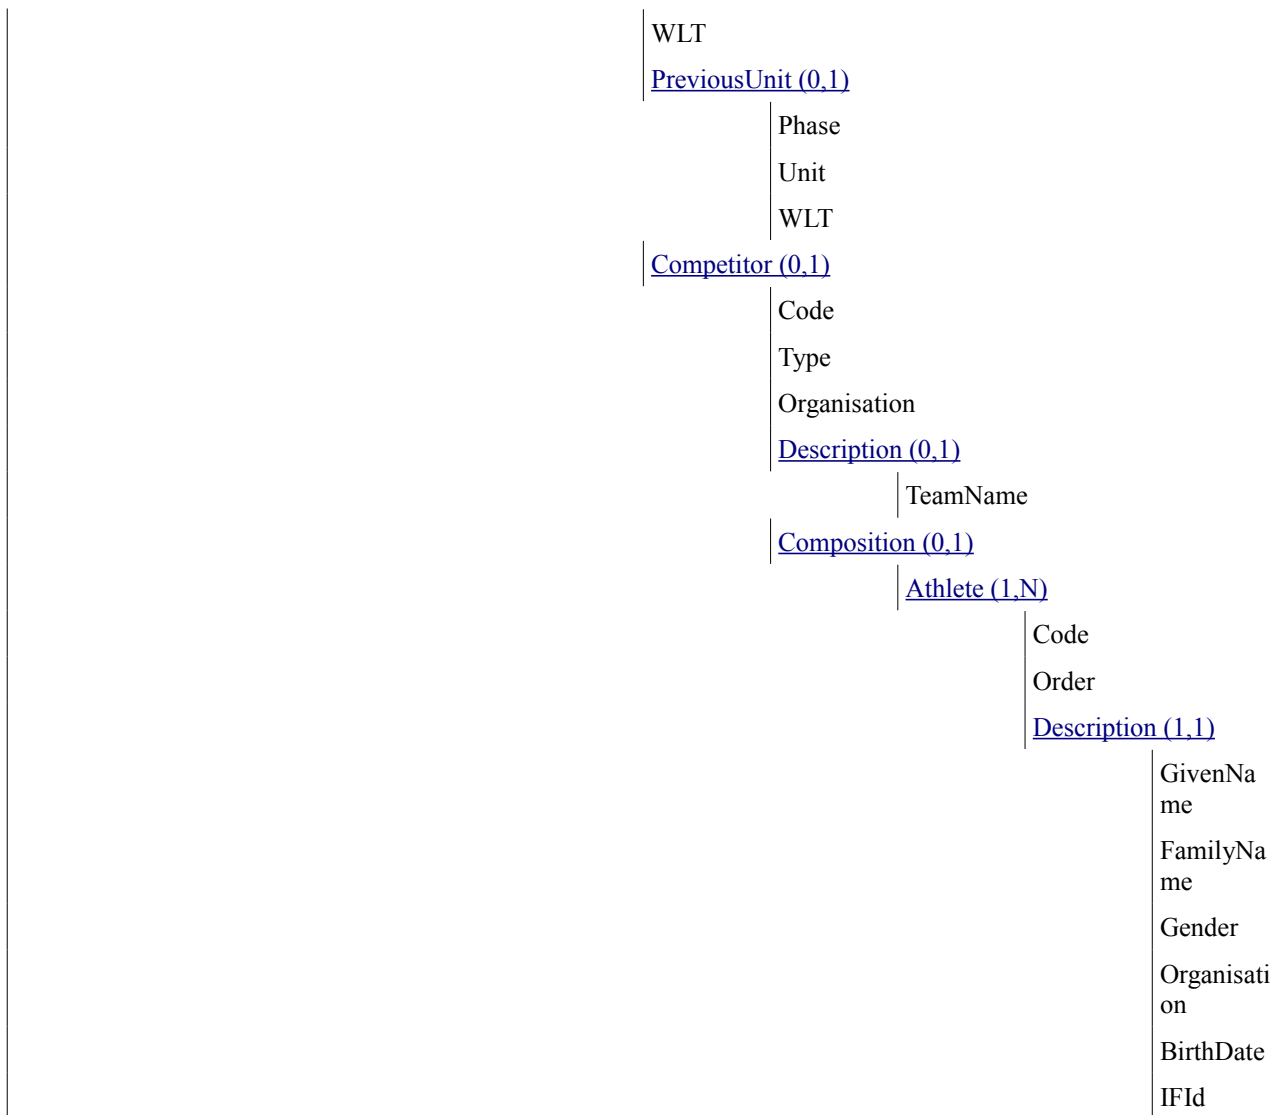 WLT
PreviousUnit (0,1)
Phase
Unit
WLT
Competitor (0,1)
Code
Type
Organisation
Description (0,1)
TeamName
Composition (0,1)
Athlete (1,N)
Code
Order
Description (1,1)
GivenNa
me
FamilyNa
me
Gender
Organisati
on
BirthDate
IFId